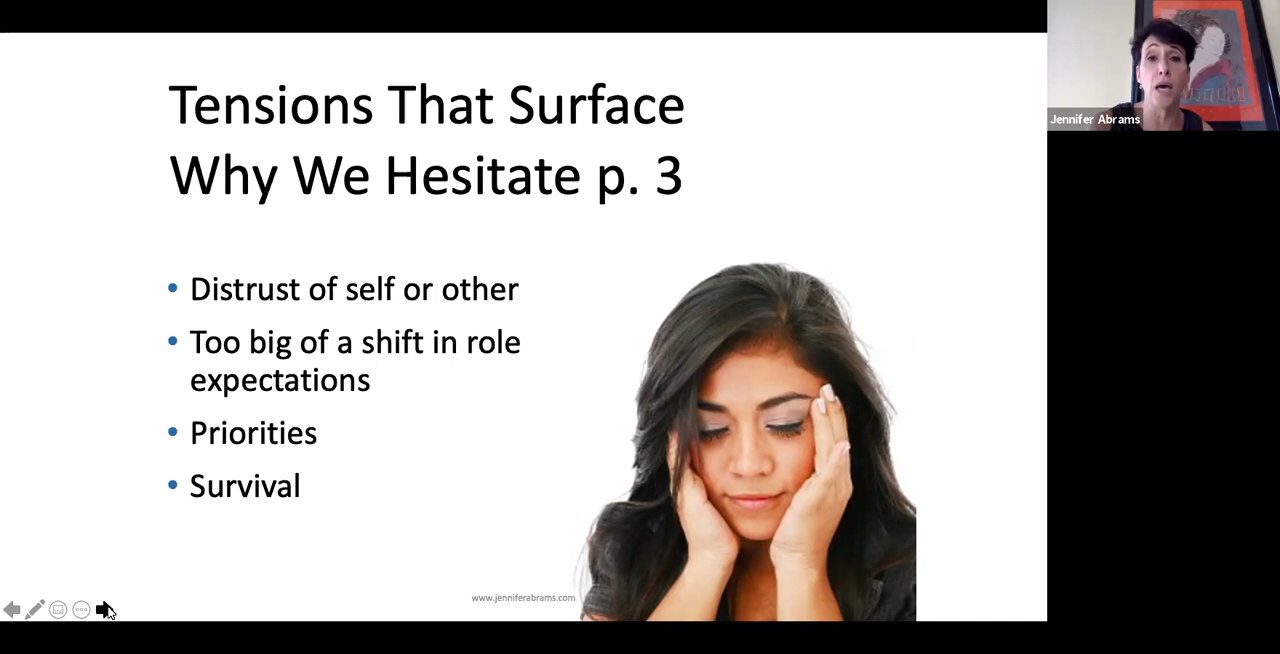 Tensions That Surface
Why We Hesitate p. 3
• Distrust of self or other
• Too big of a shift in role
expectations
• Priorities
• Survival
www.jenniferabrams.com
Jennifer Abrams